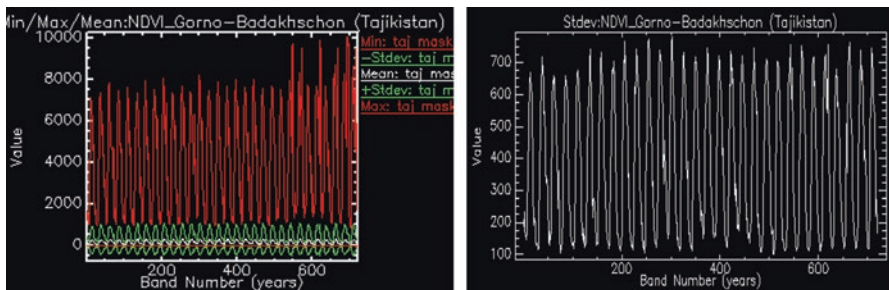 Min/Max/Mean:NDVI_Gorno-Badakhschon (Tajikistan)
10000
8000
6000
4000
2000
0
Value
200
400
600
Band Number (years)
Min: taj mask
-Stdev: taj m
Mean: taj mas
+Stdev: taj m
Max: taj mask
Stdev:NDVI_Gorno-Badakhschon (Tajikistan)
700
600
500
400
300
200
100
Value
200
400
600
Band Number (years)